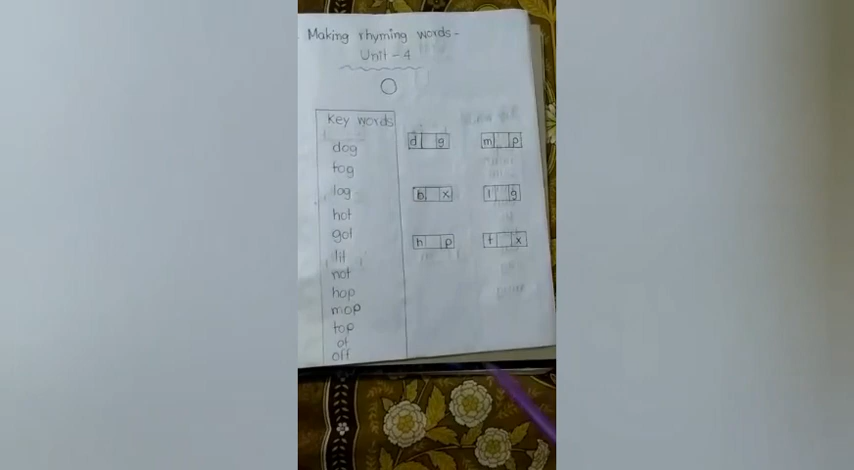 Making rhyming words -
Unit - 4
O
Key words
dog
fog
log
hot
got
lit
not
hop
mop
top
of
off
d g
m p
b x
l g
h p
f x